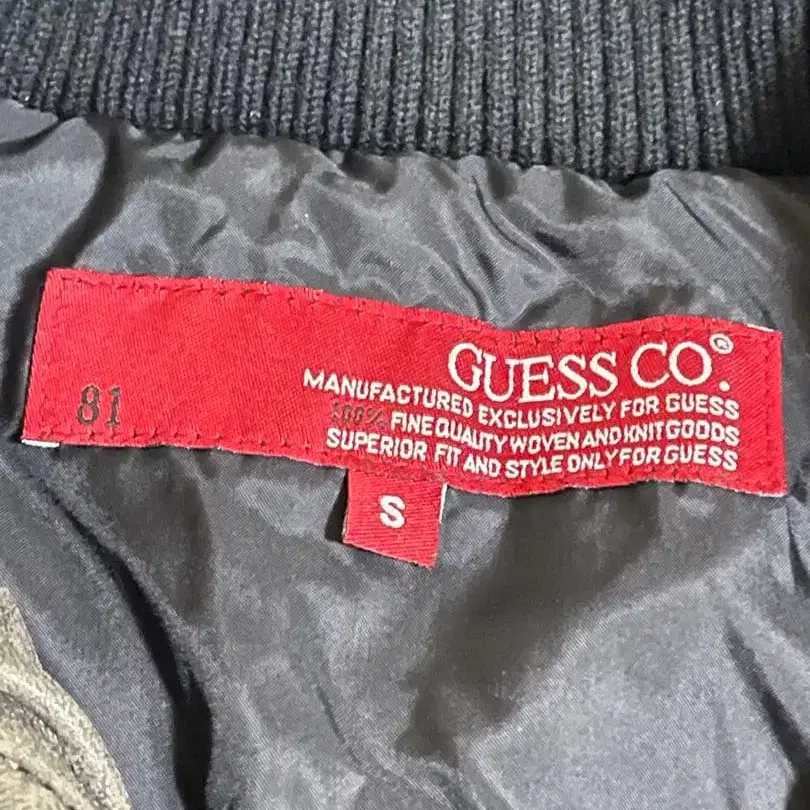 GUESS CO.®
MANUFACTURED EXCLUSIVELY FOR GUESS
100% FINE QUALITY WOVEN AND KNIT GOODS
SUPERIOR FIT AND STYLE ONLY FOR GUESS
81
S